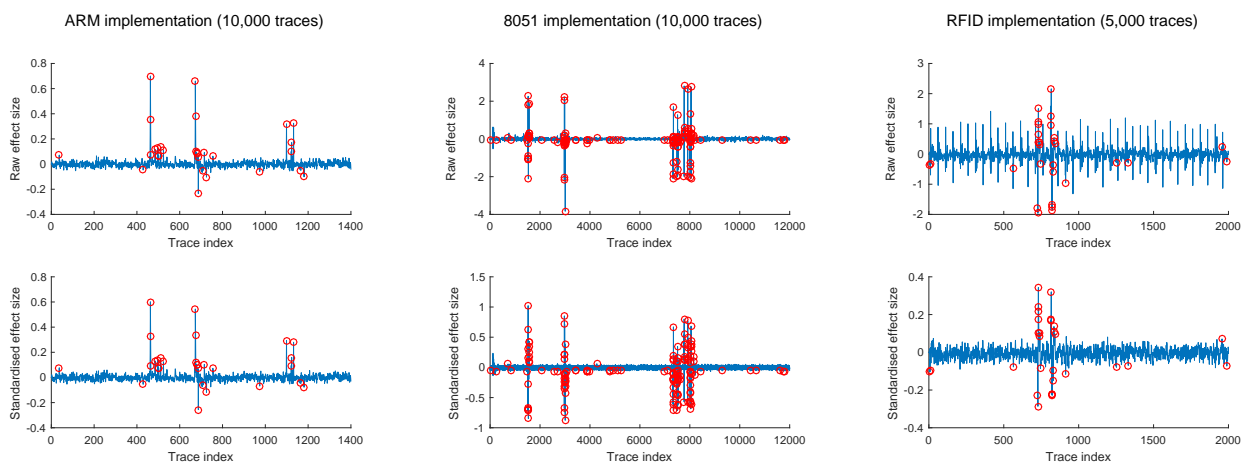 ARM implementation (10,000 traces)
8051 implementation (10,000 traces)
RFID implementation (5,000 traces)
Raw effect size
0.8
0.6
0.4
0.2
0
-0.2
-0.4
0 200 400 600 800 1000 1200 1400
Trace index
Raw effect size
4
2
0
-2
-4
0 2000 4000 6000 8000 10000 12000
Trace index
Raw effect size
3
2
1
0
-1
-2
0 500 1000 1500 2000
Trace index
Standardised effect size
0.8
0.6
0.4
0.2
0
-0.2
-0.4
0 200 400 600 800 1000 1200 1400
Trace index
Standardised effect size
1.5
1
0.5
0
-0.5
-1
0 2000 4000 6000 8000 10000 12000
Trace index
Standardised effect size
0.4
0.2
0
-0.2
-0.4
0 500 1000 1500 2000
Trace index